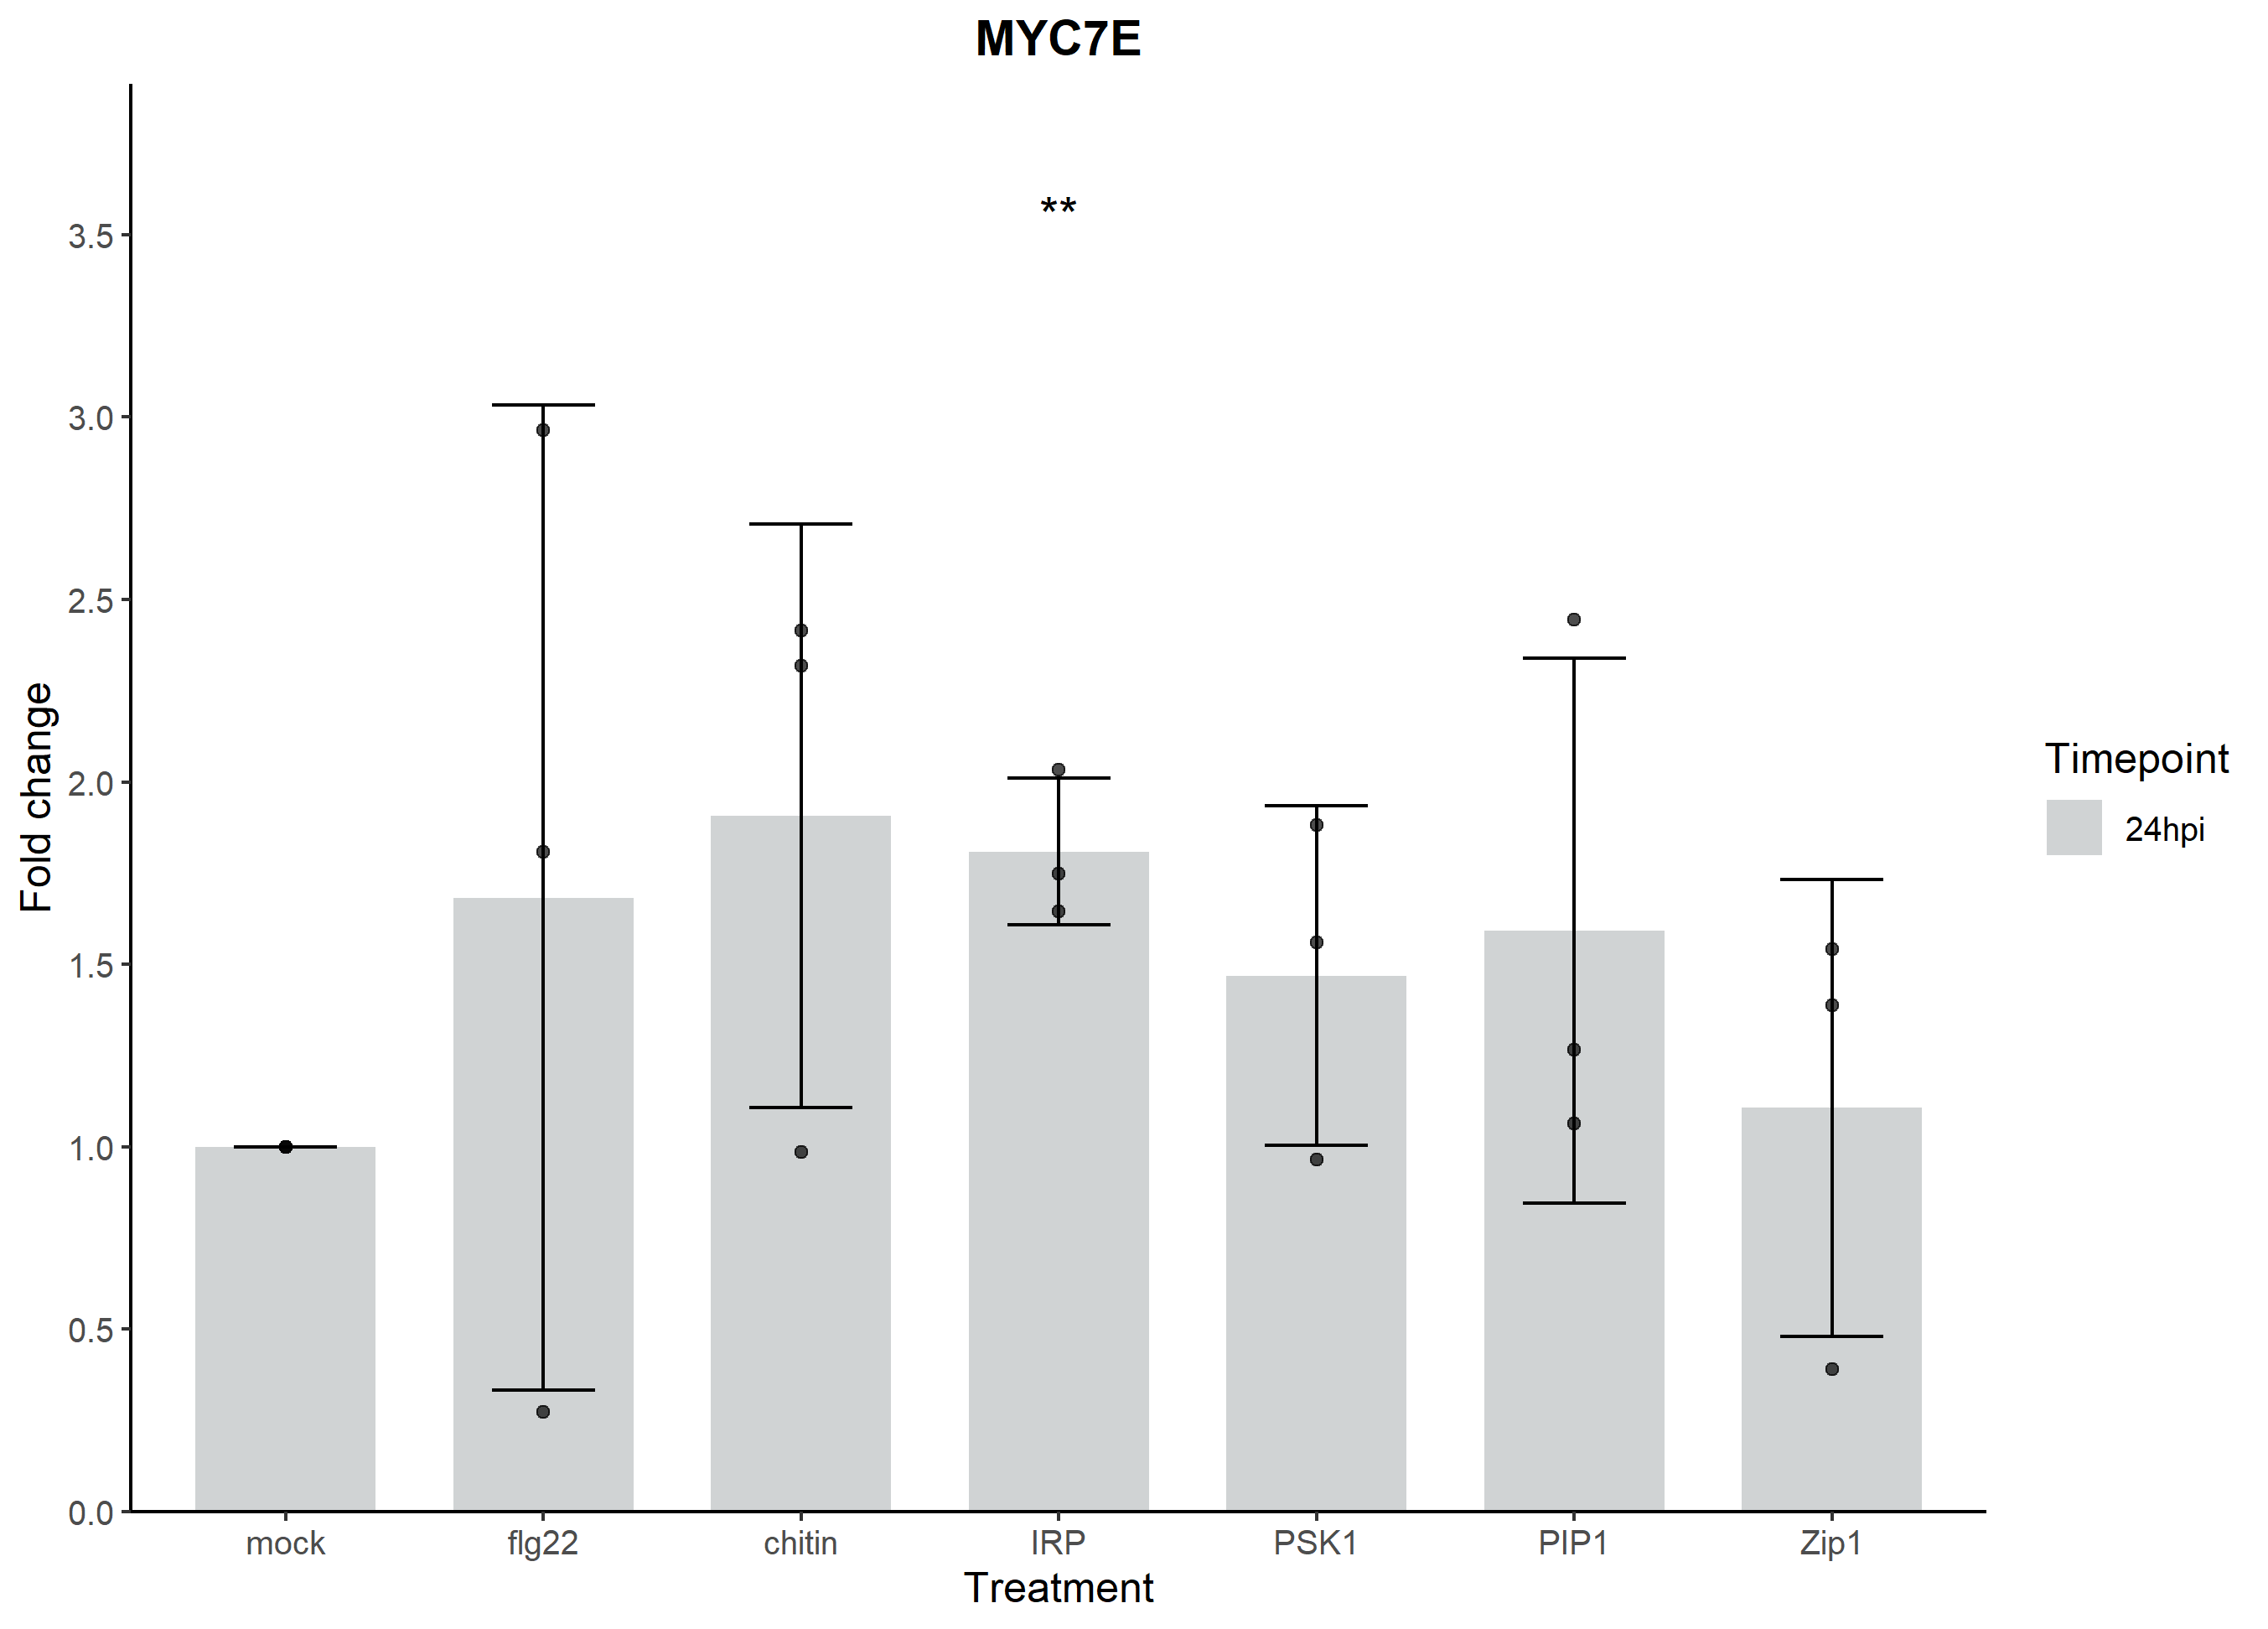 MYC7E
**
3.5
3.0
2.5
2.0
1.5
1.0
0.5
0.0
Fold change
mock flg22 chitin IRP PSK1 PIP1 Zip1
Treatment
Timepoint
24hpi